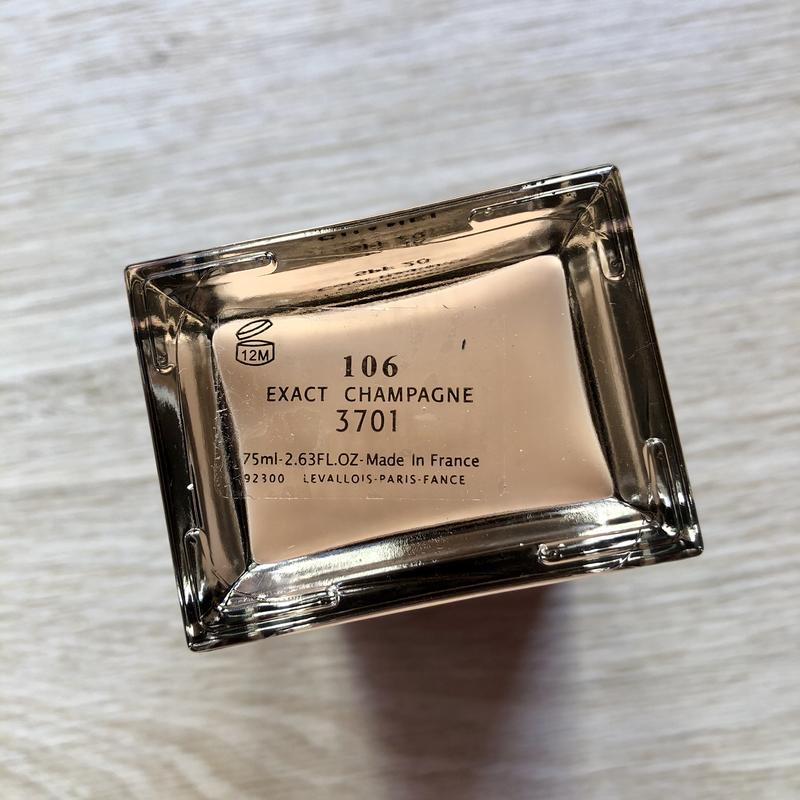 12M
106
EXACT CHAMPAGNE
3701
75ml-2.63FL.OZ-Made In France
92300 LEVALLOIS-PARIS-FANCE